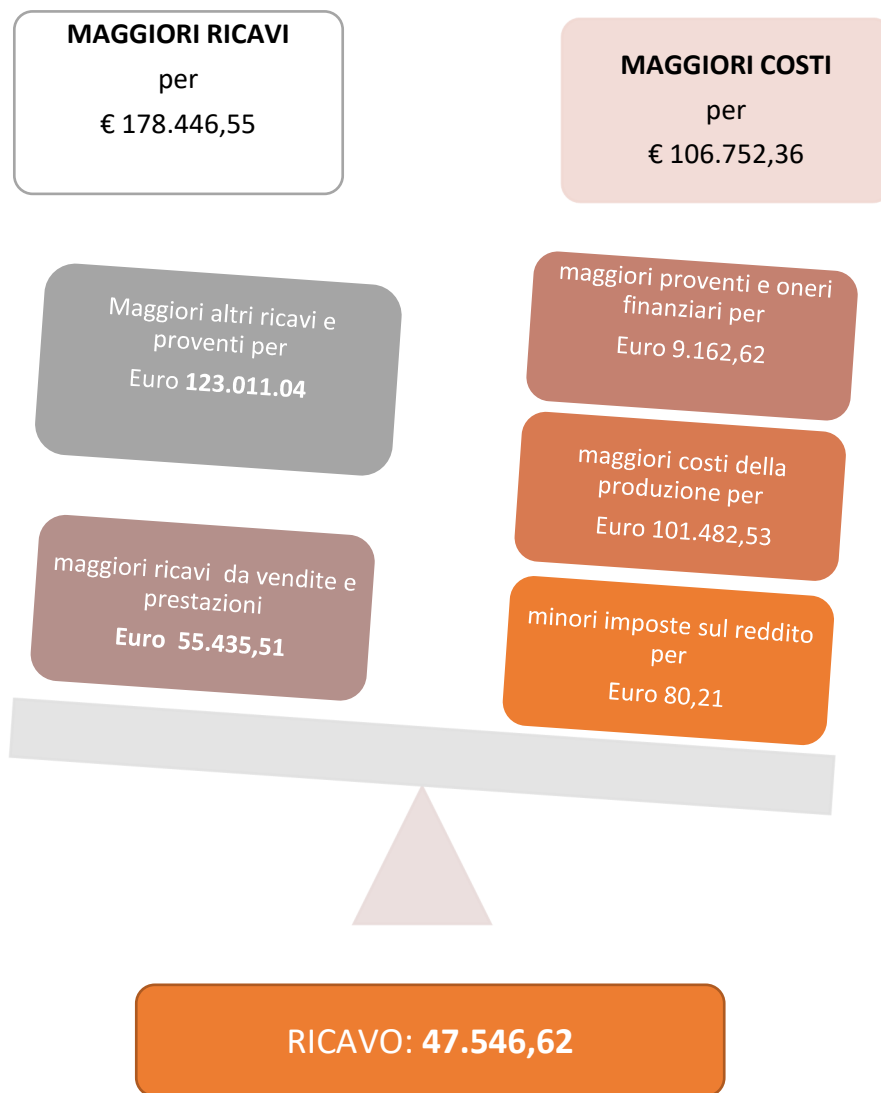 MAGGIORI RICAVI
per
€ 178.446,55
MAGGIORI COSTI
per
€ 106.752,36
Maggiori altri ricavi e
proventi per
Euro 123.011.04
maggiori ricavi da vendite e
prestazioni
Euro 55.435,51
maggiori proventi e oneri
finanziari per
Euro 9.162,62
maggiori costi della
produzione per
Euro 101.482,53
minori imposte sul reddito
per
Euro 80,21
RICAVO: 47.546,62